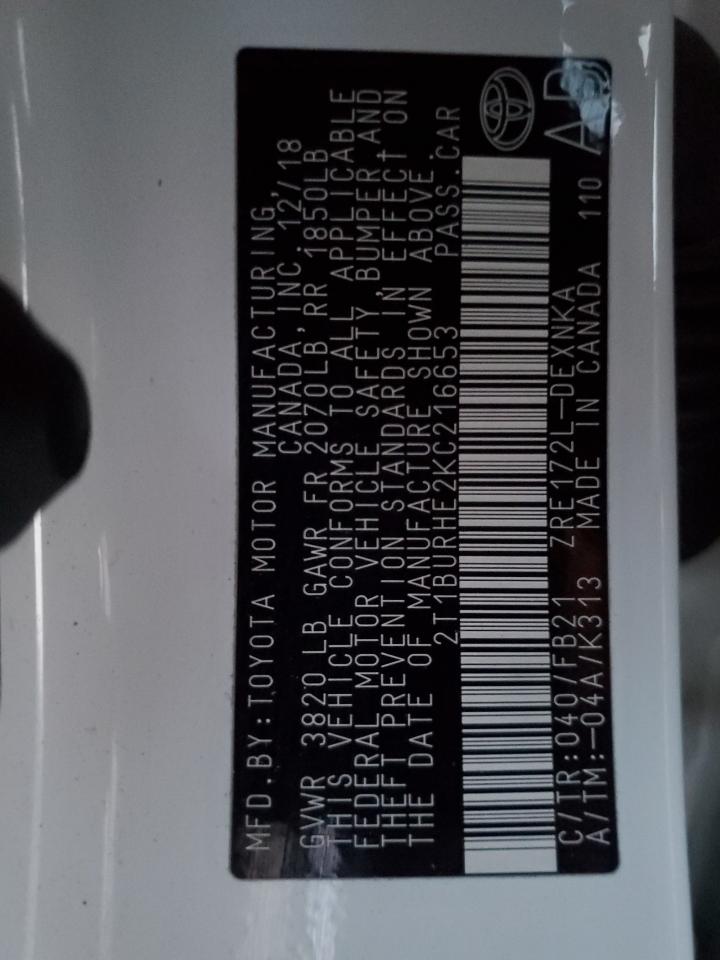 MFD.BY:TOYOTA MOTOR MANUFACTURING,
CANADA,INC. 12/18
GVWR 3820 LB GAWR FR 2070LB,RR 1850LB
THIS VEHICLE CONFORMS TO ALL APPLICABLE
FEDERAL MOTOR VEHICLE SAFETY, BUMPER AND
THEFT PREVENTION STANDARDS IN EFFECT ON
THE DATE OF MANUFACTURE SHOWN ABOVE.
2T1BURHE2KC216653 PASS.CAR
C/TR:040/FB21 ZRE172L-DEXNKA
A/TM:-04A/K313 MADE IN CANADA 110